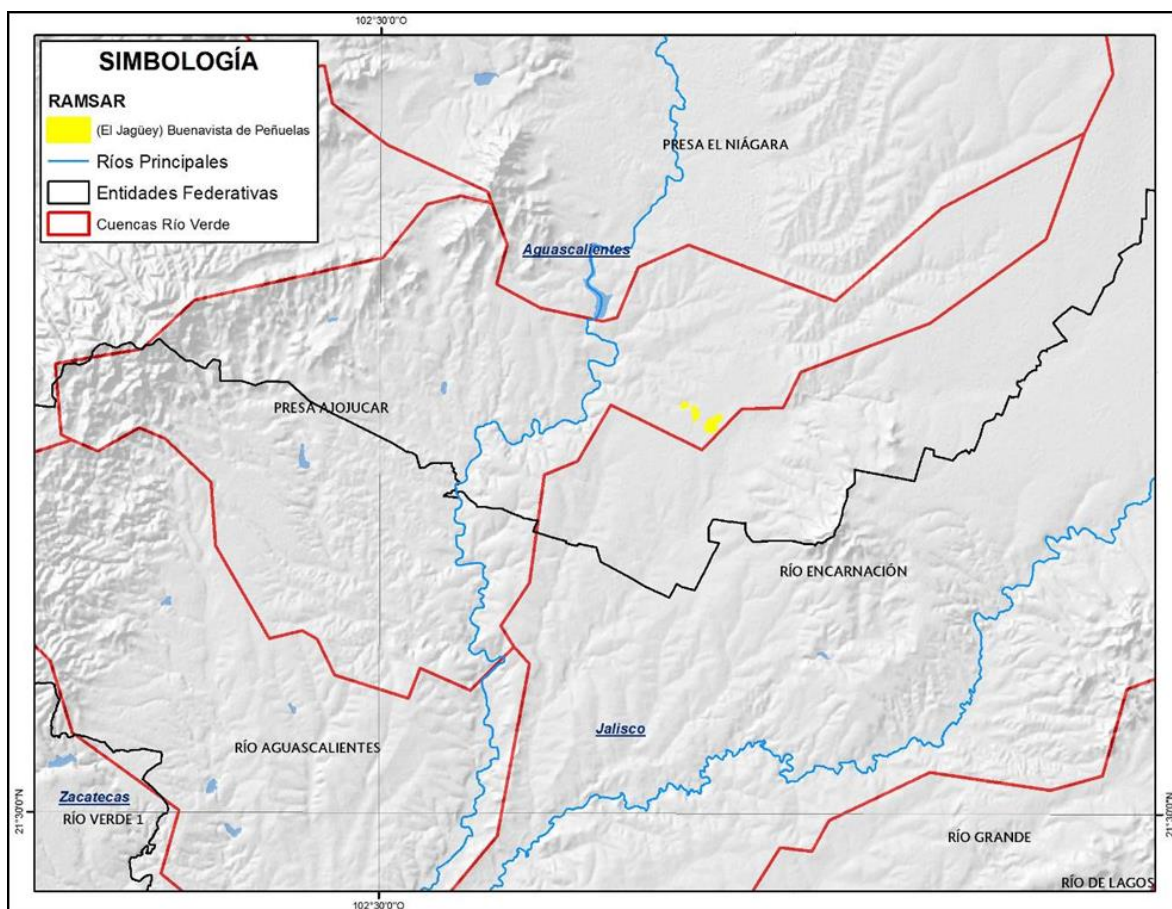 102°30'0"O
SIMBOLOGÍA
RAMSAR
(El Jagüey) Buenavista de Peñuelas
Ríos Principales
Entidades Federativas
Cuencas Río Verde
PRESA EL NIÁGARA
Aguascalientes
PRESA AJOJUCAR
RÍO ENCARNACIÓN
Jalisco
RÍO AGUASCALIENTES
Zacatecas
RÍO VERDE 1
21°30'0"N
21°30'0"N
RÍO GRANDE
RÍO DE LAGOS
102°30'0"O